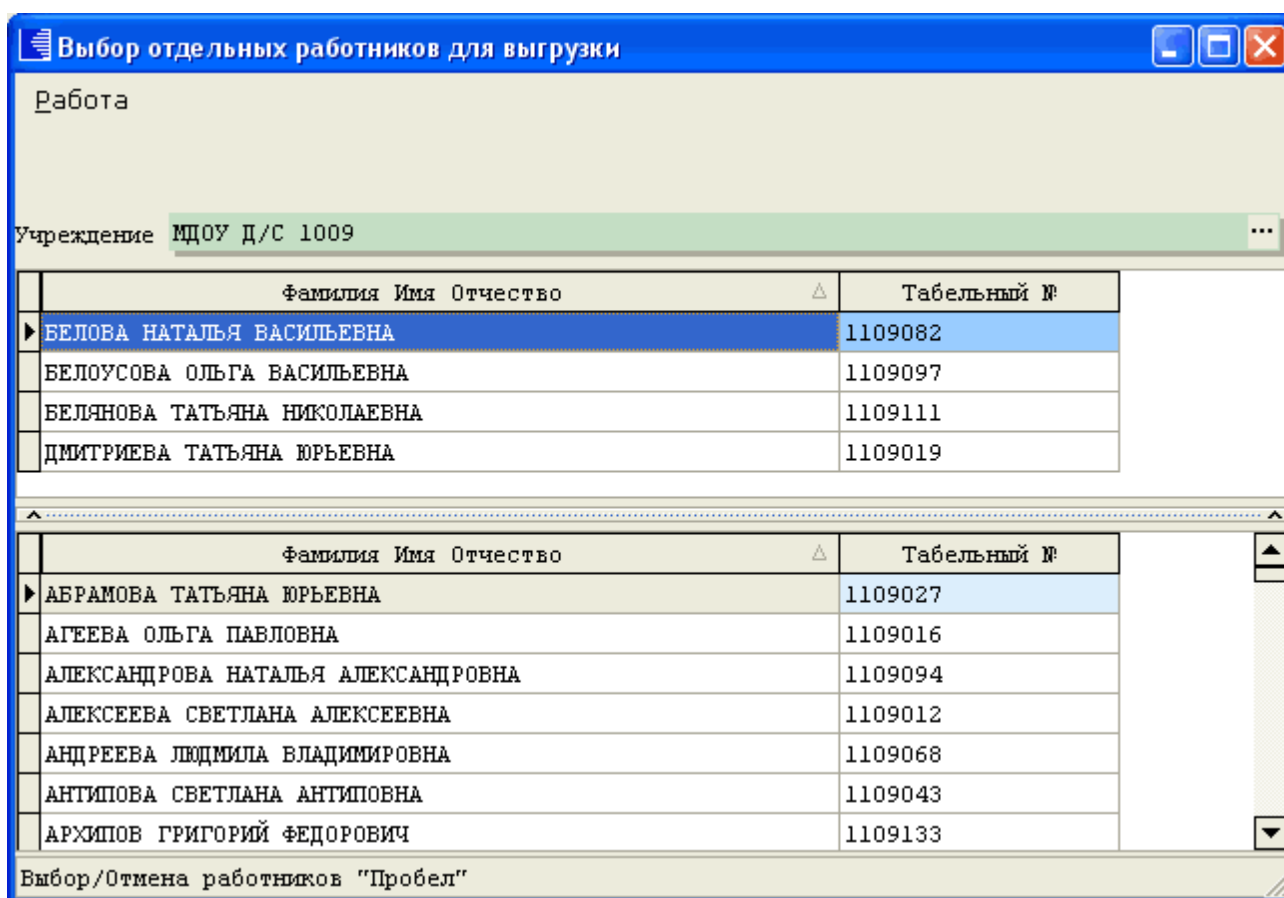 Выбор отдельных работников для выгрузки
Работа
Учреждение МДОУ Д/С 1009 ...
Фамилия Имя Отчество Табельный №
БЕЛОВА НАТАЛЬЯ ВАСИЛЬЕВНА 1109082
БЕЛОУСОВА ОЛЬГА ВАСИЛЬЕВНА 1109097
БЕЛЯНОВА ТАТЬЯНА НИКОЛАЕВНА 1109111
ДМИТРИЕВА ТАТЬЯНА ЮРЬЕВНА 1109019
Фамилия Имя Отчество Табельный №
АБРАМОВА ТАТЬЯНА ЮРЬЕВНА 1109027
АГЕЕВА ОЛЬГА ПАВЛОВНА 1109016
АЛЕКСАНДРОВА НАТАЛЬЯ АЛЕКСАНДРОВНА 1109094
АЛЕКСЕЕВА СВЕТЛАНА АЛЕКСЕЕВНА 1109012
АНДРЕЕВА ЛЮДМИЛА ВЛАДИМИРОВНА 1109068
АНТИПОВА СВЕТЛАНА АНТИПОВНА 1109043
АРХИПОВ ГРИГОРИЙ ФЕДОРОВИЧ 1109133
Выбор/Отмена работников "Пробел"